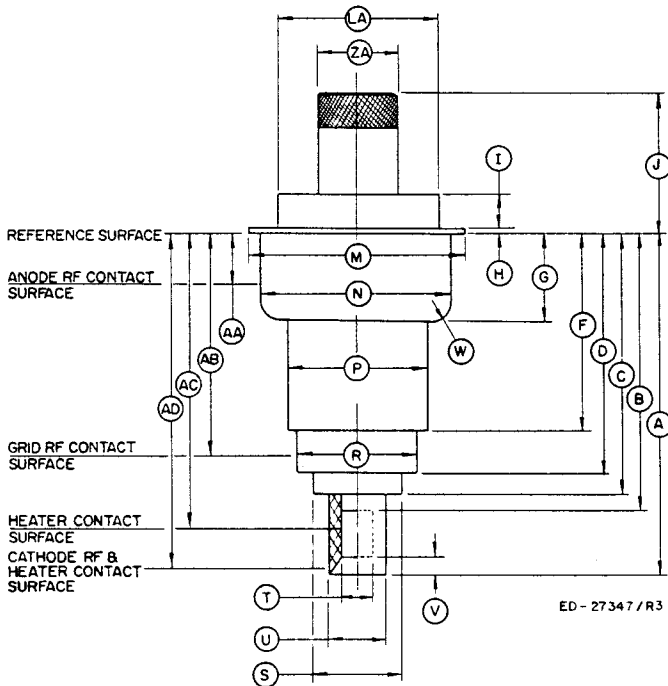 LA
ZA
I
J
REFERENCE SURFACE
M
H
G
ANODE RF CONTACT
SURFACE
N
AA
F
D
W
C
AB
P
B
AC
AD
A
GRID RF CONTACT
SURFACE
R
HEATER CONTACT
SURFACE
CATHODE RF &
HEATER CONTACT
SURFACE
T
V
ED-27347/R3
U
S